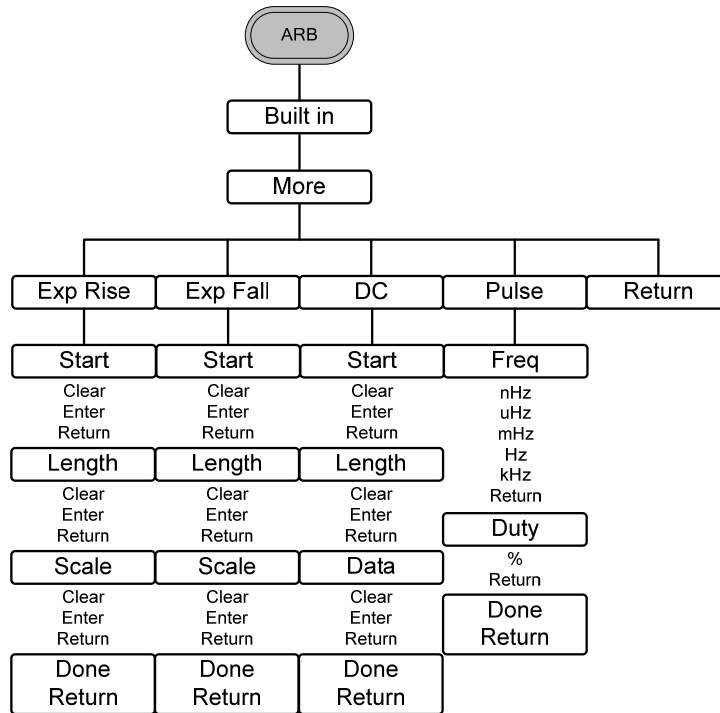 ARB
Built in
More
Exp Rise
Exp Fall
DC
Pulse
Return
Start
Clear
Enter
Return
Length
Clear
Enter
Return
Scale
Clear
Enter
Return
Done
Return
Start
Clear
Enter
Return
Length
Clear
Enter
Return
Scale
Clear
Enter
Return
Done
Return
Start
Clear
Enter
Return
Length
Clear
Enter
Return
Data
Clear
Enter
Return
Done
Return
Freq
nHz
uHz
mHz
Hz
kHz
Return
Duty
%
Return
Done
Return